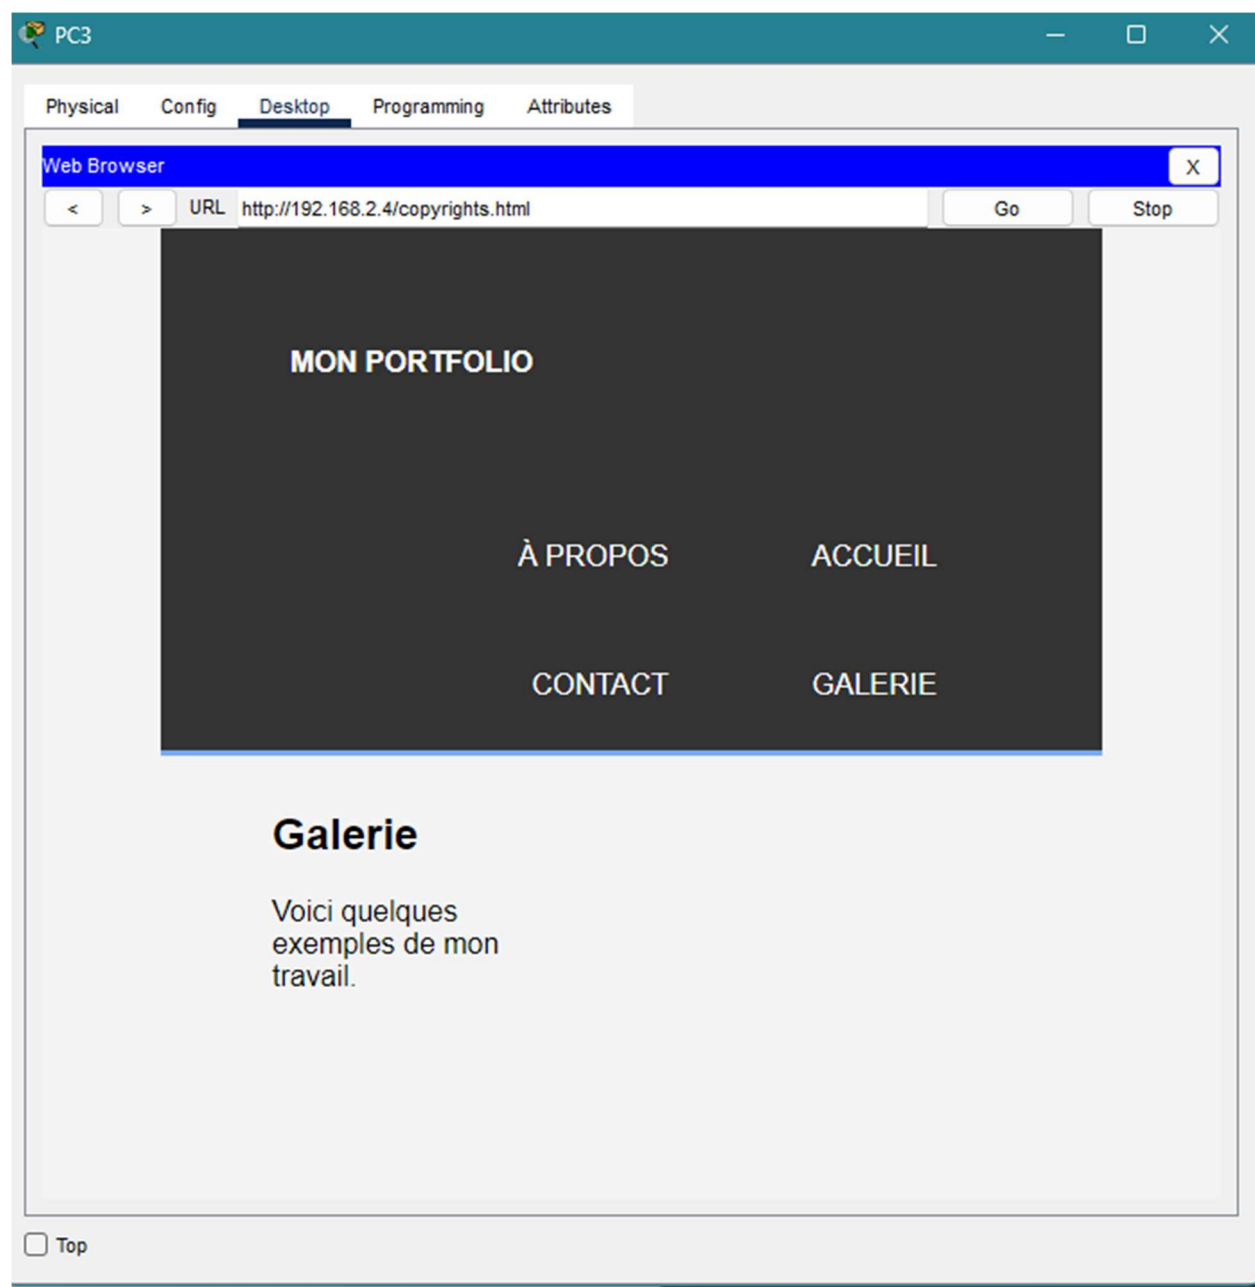 PC3
Physical Config Desktop Programming Attributes
Web Browser X
< > URL http://192.168.2.4/copyrights.html Go Stop
MON PORTFOLIO
À PROPOS ACCUEIL
CONTACT GALERIE
Galerie
Voici quelques
exemples de mon
travail.
Top